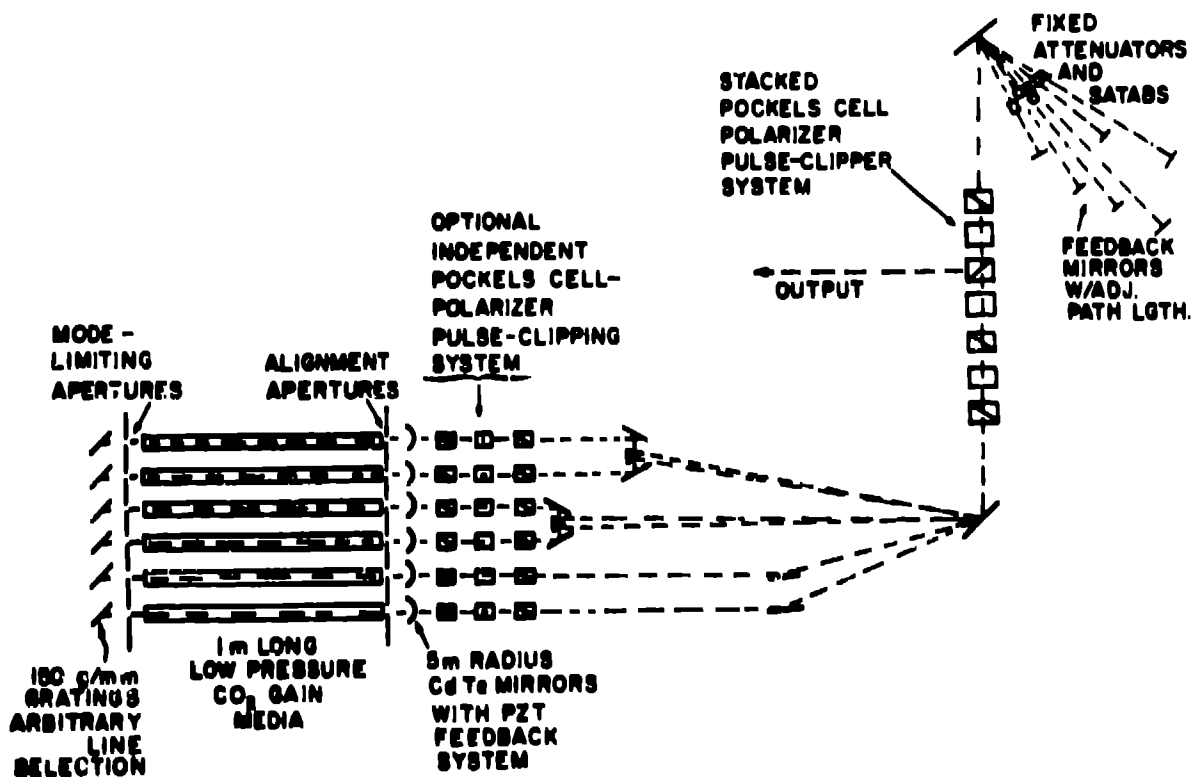 FIXED
ATTENUATORS
AND
SATABS
STACKED
POCKELS CELL
POLARIZER
PULSE-CLIPPER
SYSTEM
FEEDBACK
MIRRORS
W/ADJ.
PATH LGTH.
OUTPUT
OPTIONAL
INDEPENDENT
POCKELS CELL-
POLARIZER
PULSE-CLIPPING
SYSTEM
MODE-
LIMITING
APERTURES
ALIGNMENT
APERTURES
150 g/mm
GRATINGS
ARBITRARY
LINE
SELECTION
1m LONG
LOW PRESSURE
CO₂ GAIN
MEDIA
5m RADIUS
CdTe MIRRORS
WITH PZT
FEEDBACK
SYSTEM